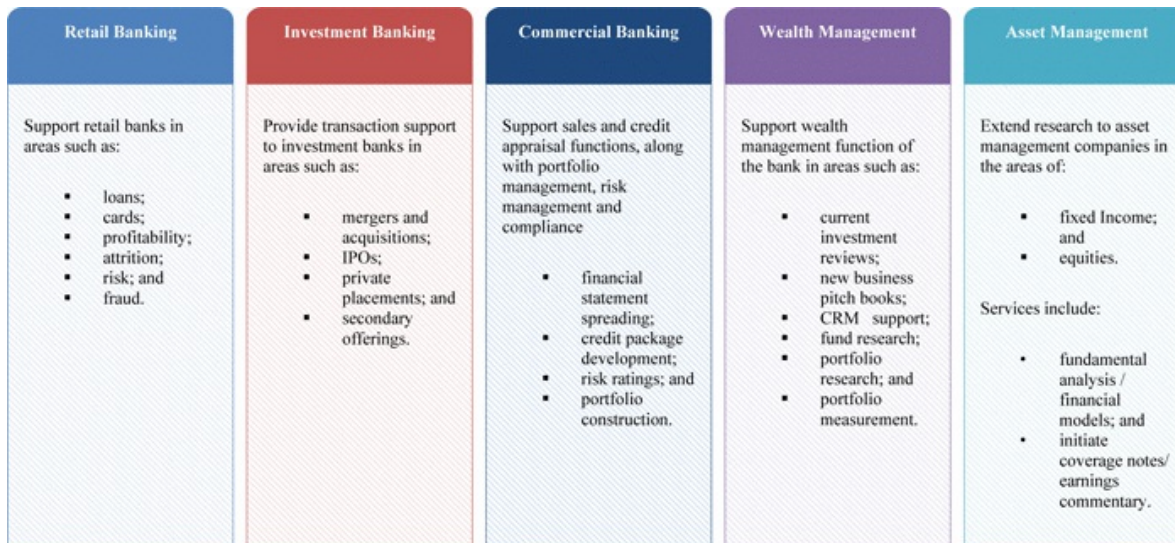 Retail Banking
Support retail banks in
areas such as:
▪ loans;
▪ cards;
▪ profitability;
▪ attrition;
▪ risk; and
▪ fraud.
Investment Banking
Provide transaction support
to investment banks in
areas such as:
▪ mergers and
acquisitions;
▪ IPOs;
▪ private
placements; and
▪ secondary
offerings.
Commercial Banking
Support sales and credit
appraisal functions, along
with portfolio
management, risk
management and
compliance
▪ financial
statement
spreading;
▪ credit package
development;
▪ risk ratings; and
▪ portfolio
construction.
Wealth Management
Support wealth
management function of
the bank in areas such as:
▪ current
investment
reviews;
▪ new business
pitch books;
▪ CRM support;
▪ fund research;
▪ portfolio
research; and
▪ portfolio
measurement.
Asset Management
Extend research to asset
management companies in
the areas of:
▪ fixed Income;
and
▪ equities.
Services include:
• fundamental
analysis /
financial
models; and
• initiate
coverage notes/
earnings
commentary.